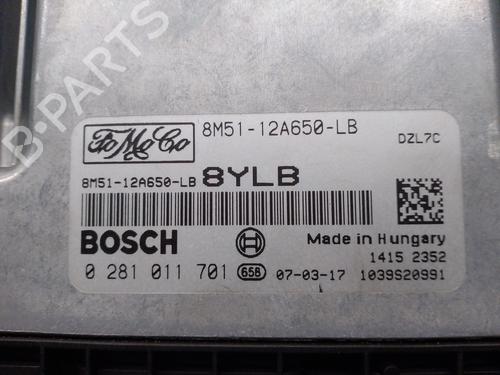 B-PARTS
FoMoCo 8M51-12A650-LB DZL7C
8M51-12A650-LB 8YLB
BOSCH Made in Hungary
1415 2352
0 281 011 701 658 07-03-17 1039S20991